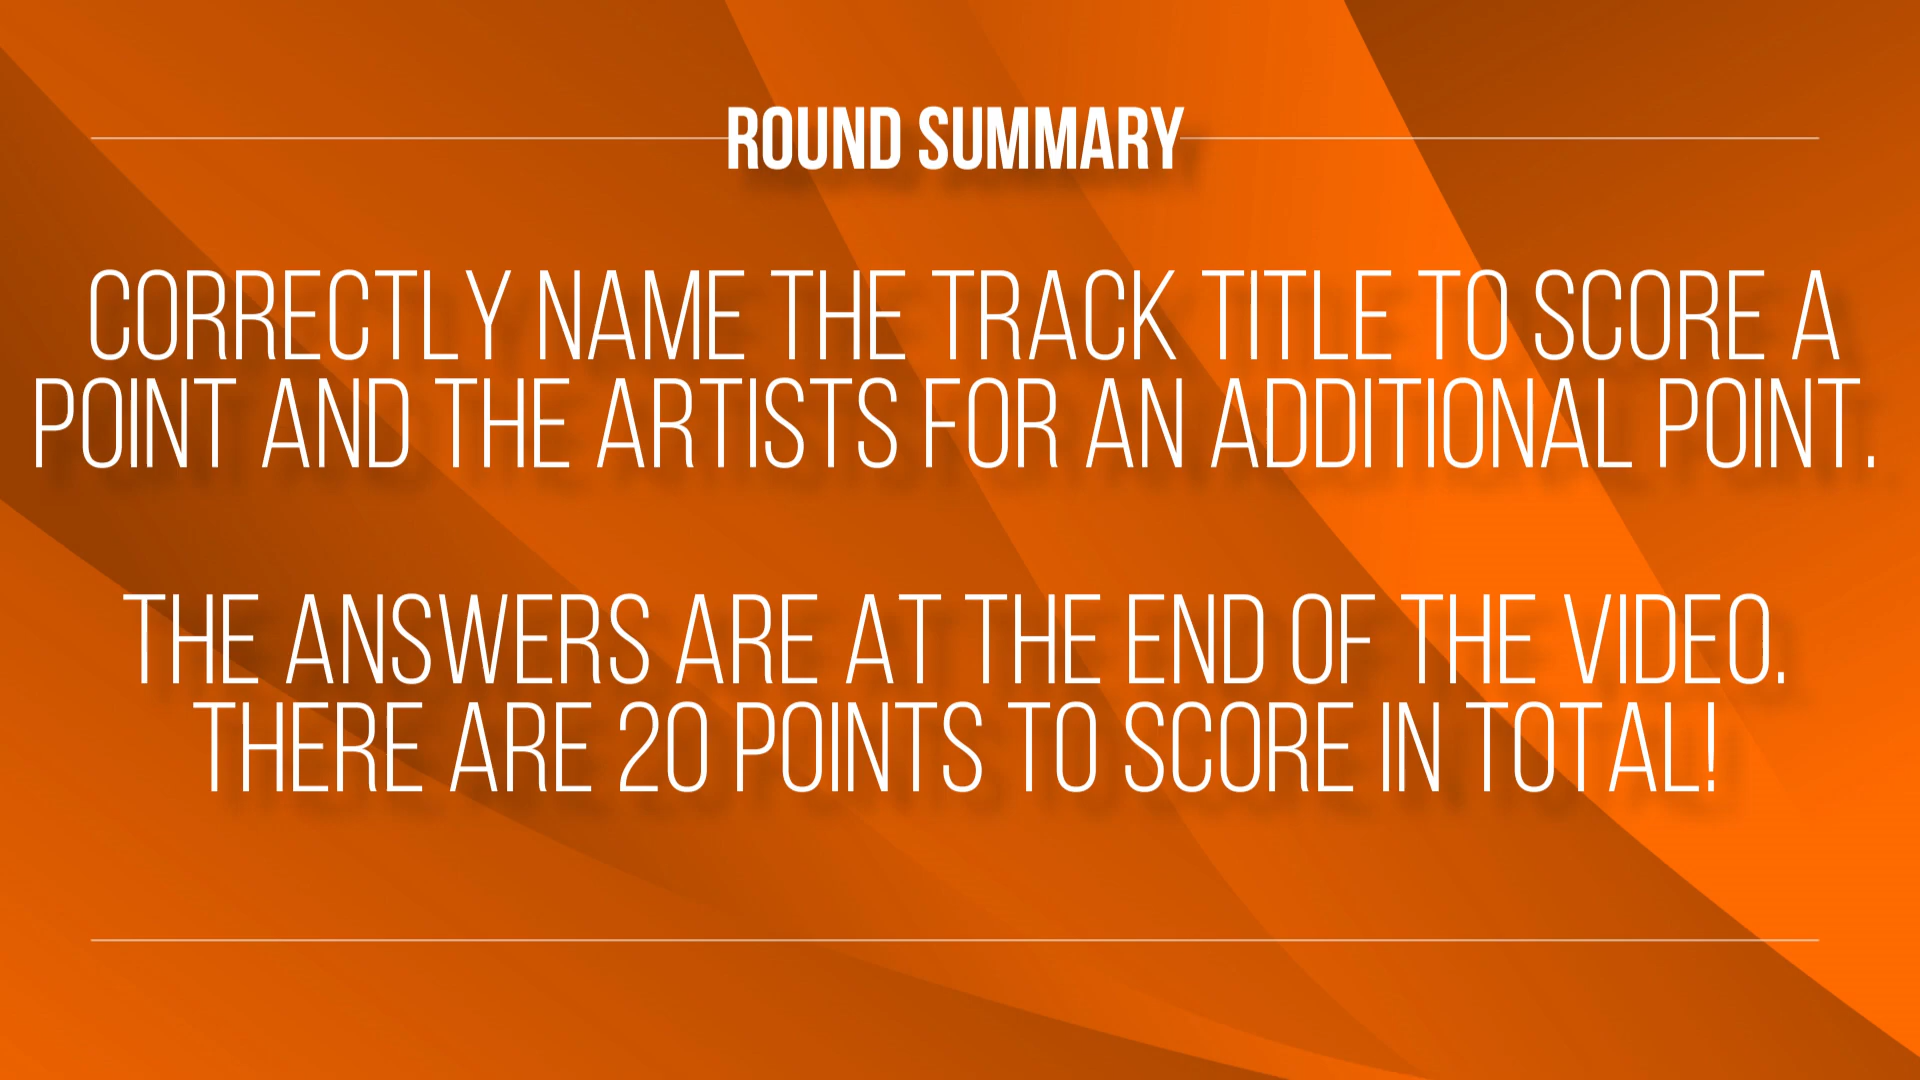 ROUND SUMMARY
CORRECTLY NAME THE TRACK TITLE TO SCORE A
POINT AND THE ARTISTS FOR AN ADDITIONAL POINT.
THE ANSWERS ARE AT THE END OF THE VIDEO.
THERE ARE 20 POINTS TO SCORE IN TOTAL!